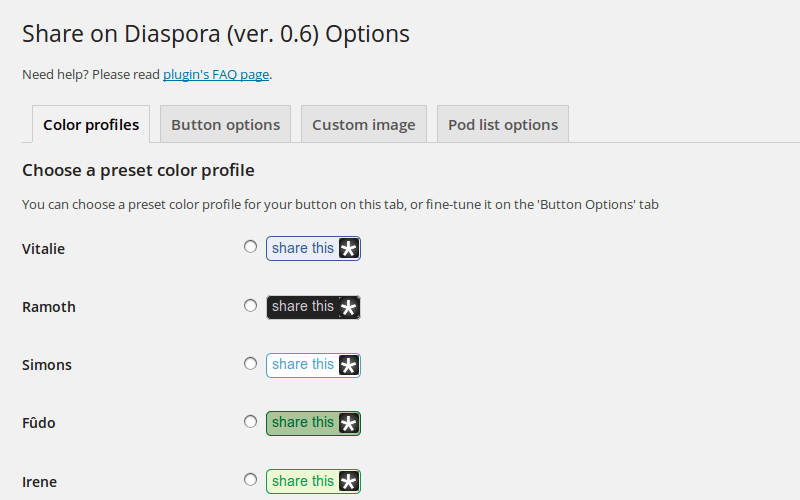 Share on Diaspora (ver. 0.6) Options
Need help? Please read plugin's FAQ page.
Color profiles Button options Custom image Pod list options
Choose a preset color profile
You can choose a preset color profile for your button on this tab, or fine-tune it on the 'Button Options' tab
Vitalie share this
Ramoth share this
Simons share this
Fûdo share this
Irene share this